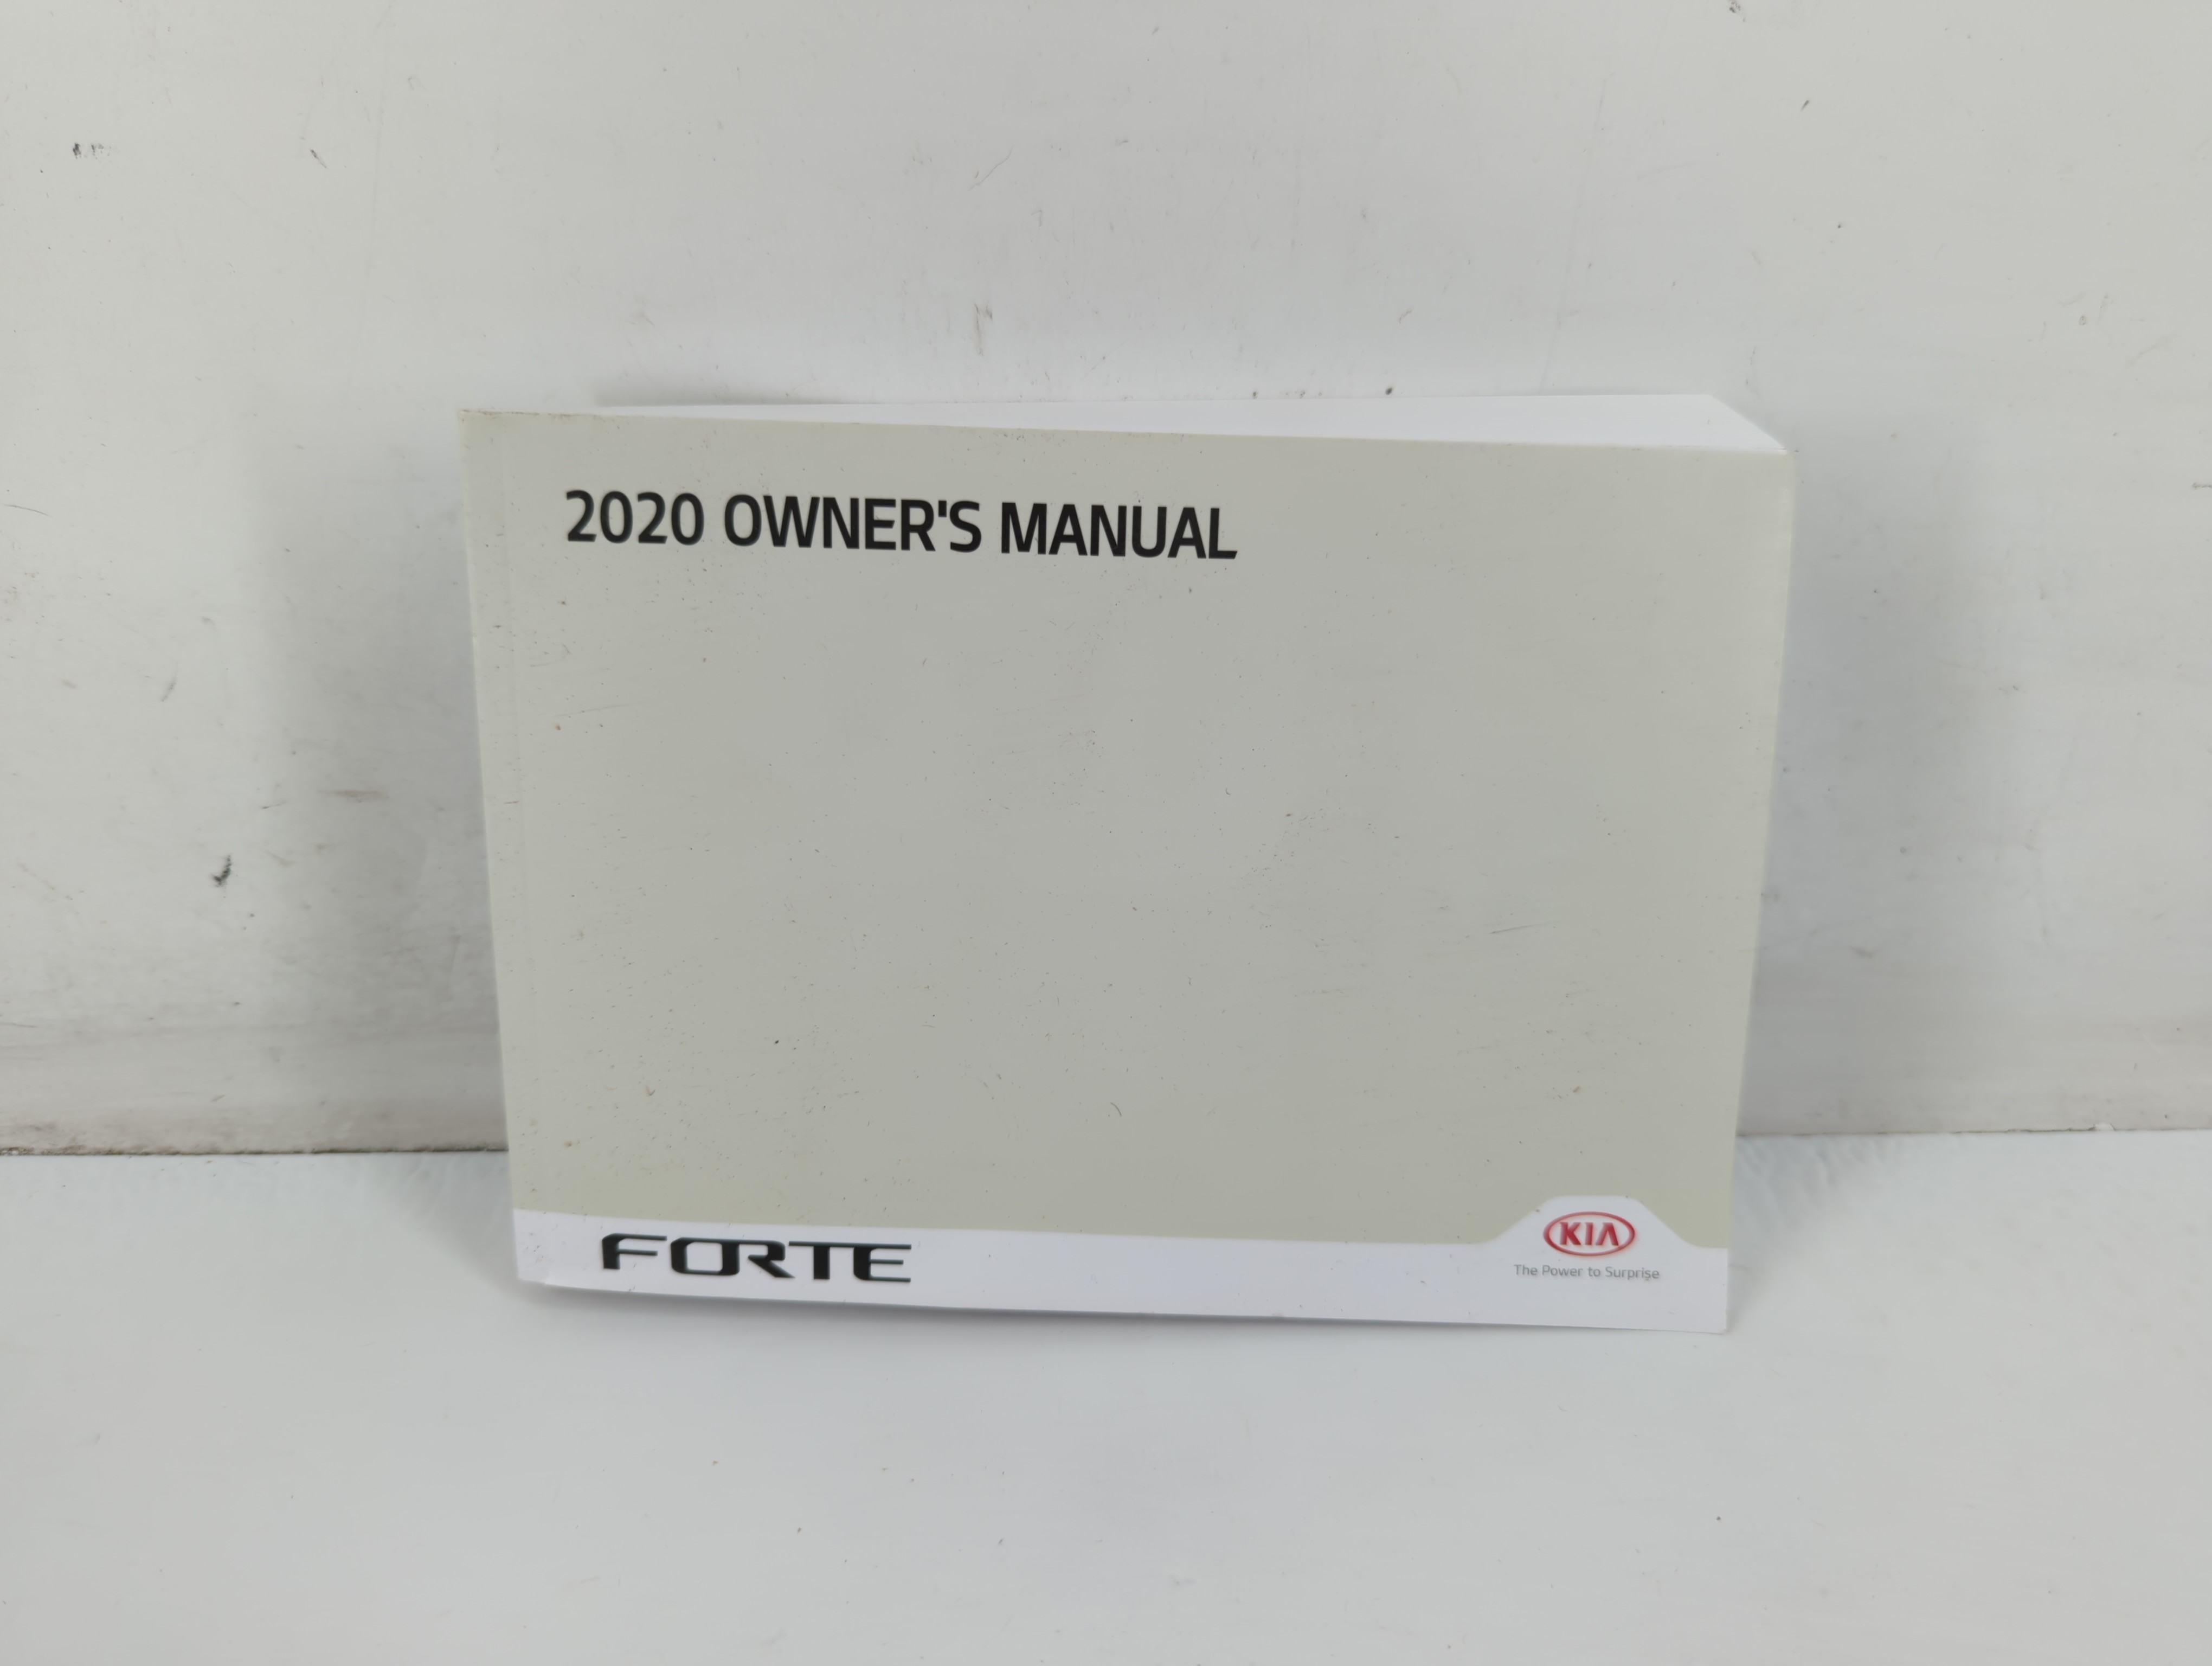 2020 OWNER'S MANUAL
FORTE
KIA
The Power to Surprise